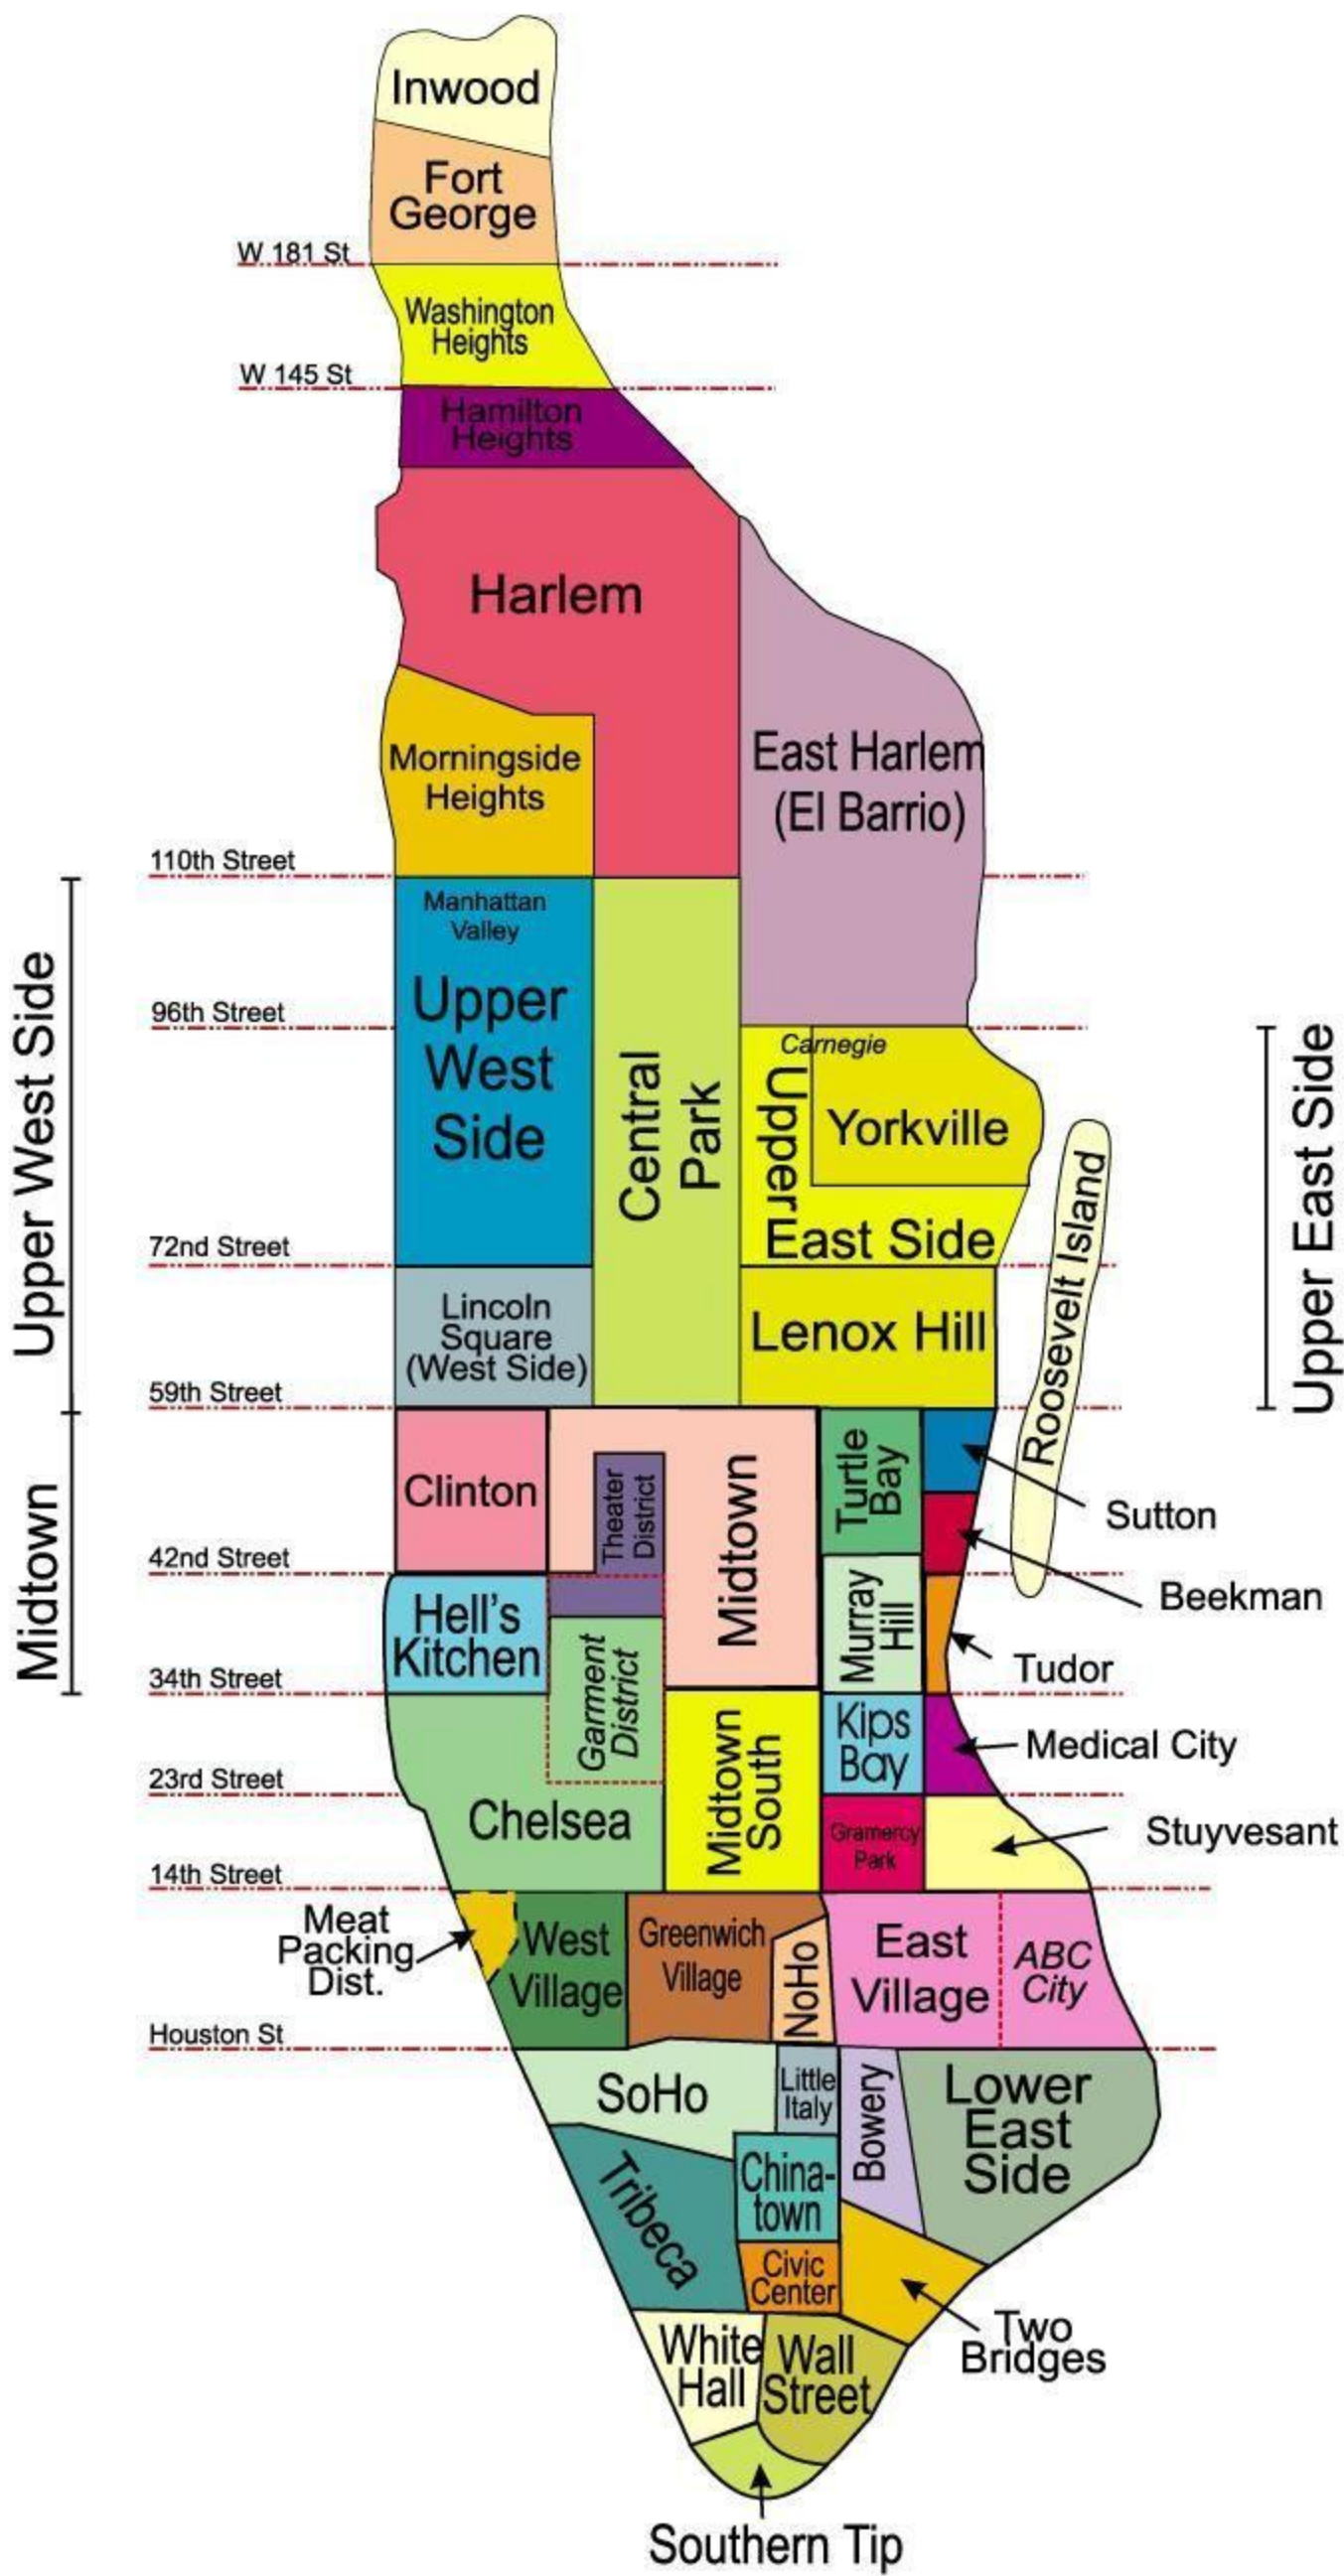 Inwood
Fort
George
W 181 St
Washington
Heights
W 145 St
Hamilton
Heights
Harlem
Morningside
Heights
East Harlem
(El Barrio)
110th Street
Manhattan
Valley
Upper
West
Side
Upper West Side
96th Street
Central
Park
Carnegie
Upper
East Side
Yorkville
Upper East Side
Roosevelt Island
72nd Street
Lincoln
Square
(West Side)
Lenox Hill
59th Street
Midtown
Clinton
Theater
District
Midtown
Turtle
Bay
Sutton
Beekman
42nd Street
Hell's
Kitchen
Murray
Hill
Tudor
34th Street
Garment
District
Midtown
South
Kips
Bay
Medical City
23rd Street
Chelsea
Gramercy
Park
Stuyvesant
14th Street
Meat
Packing
Dist.
West
Village
Greenwich
Village
NoHo
East
Village
ABC
City
Houston St
SoHo
Little
Italy
Bowery
Lower
East
Side
Tribeca
China-
town
Civic
Center
Two
Bridges
White
Hall
Wall
Street
Southern Tip